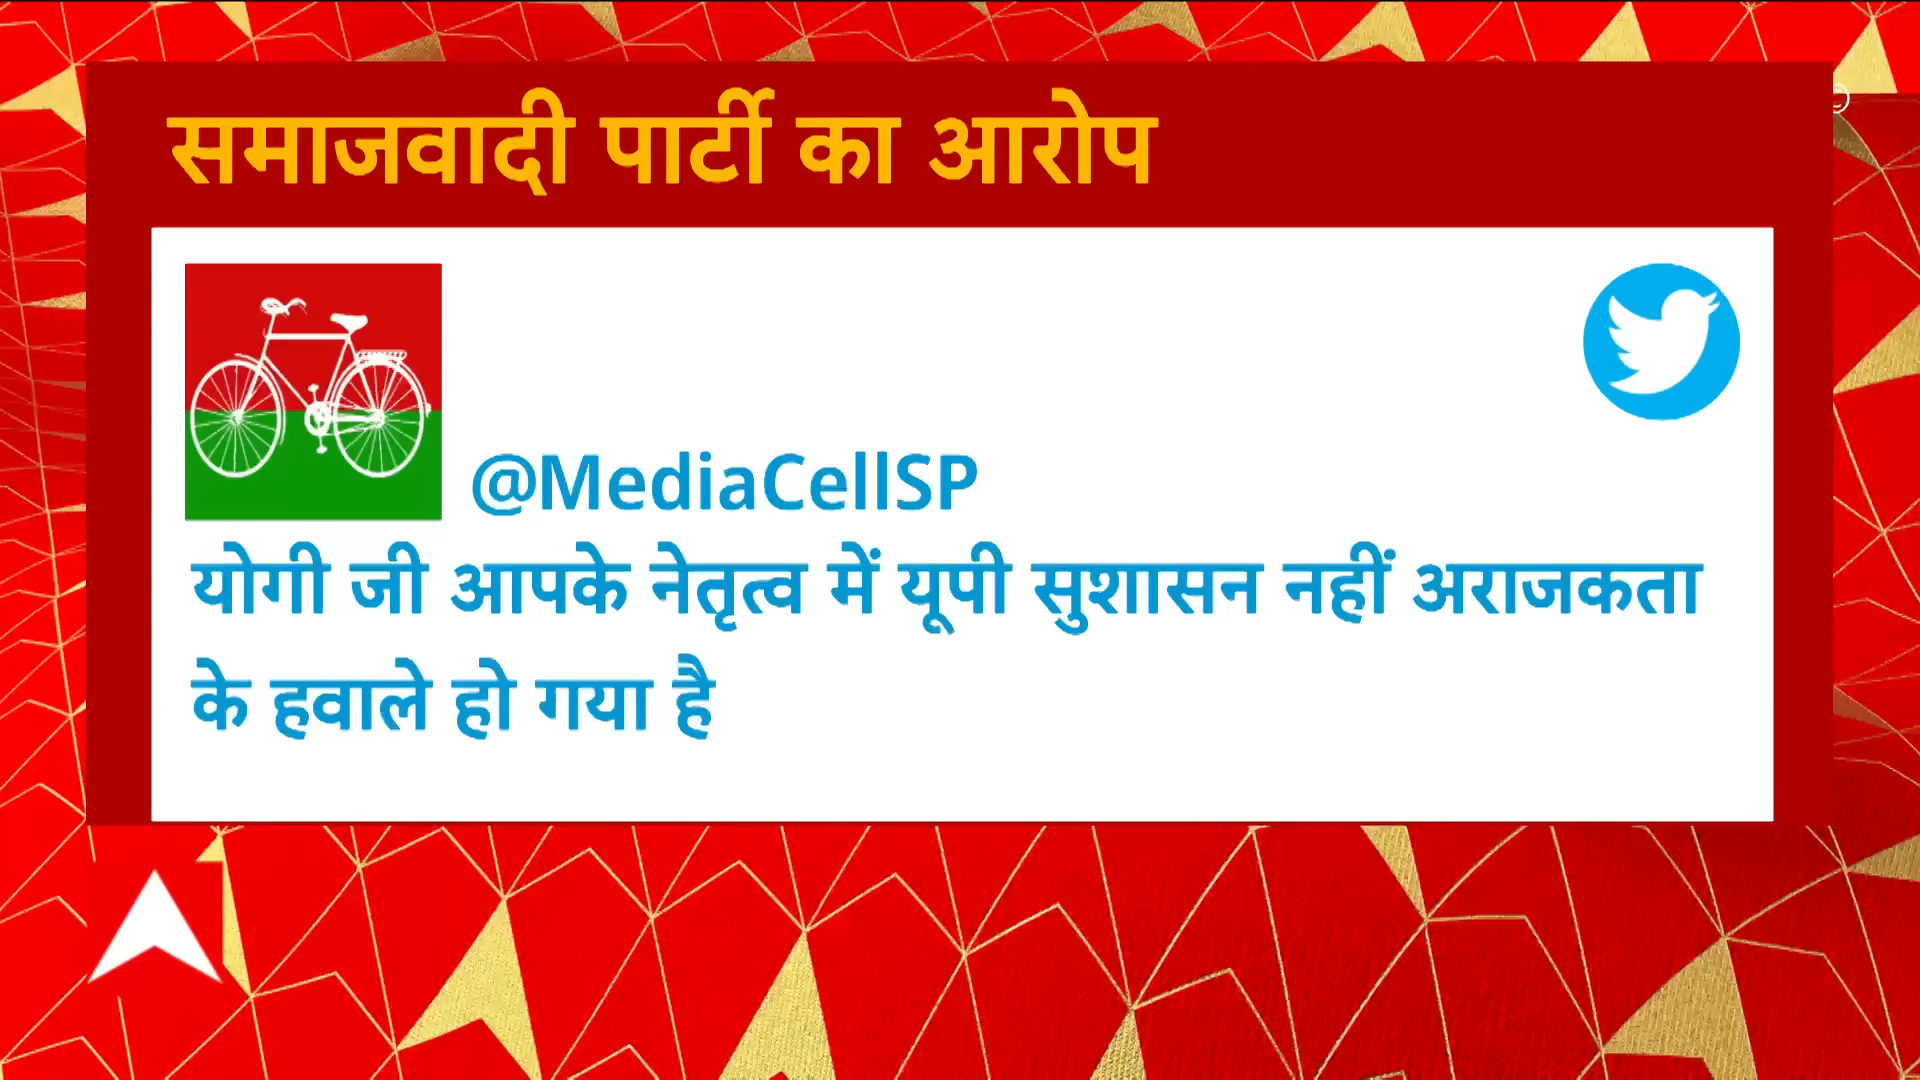 समाजवादी पार्टी का आरोप
@MediaCellSP
योगी जी आपके नेतृत्व में यूपी सुशासन नहीं अराजकता
के हवाले हो गया है